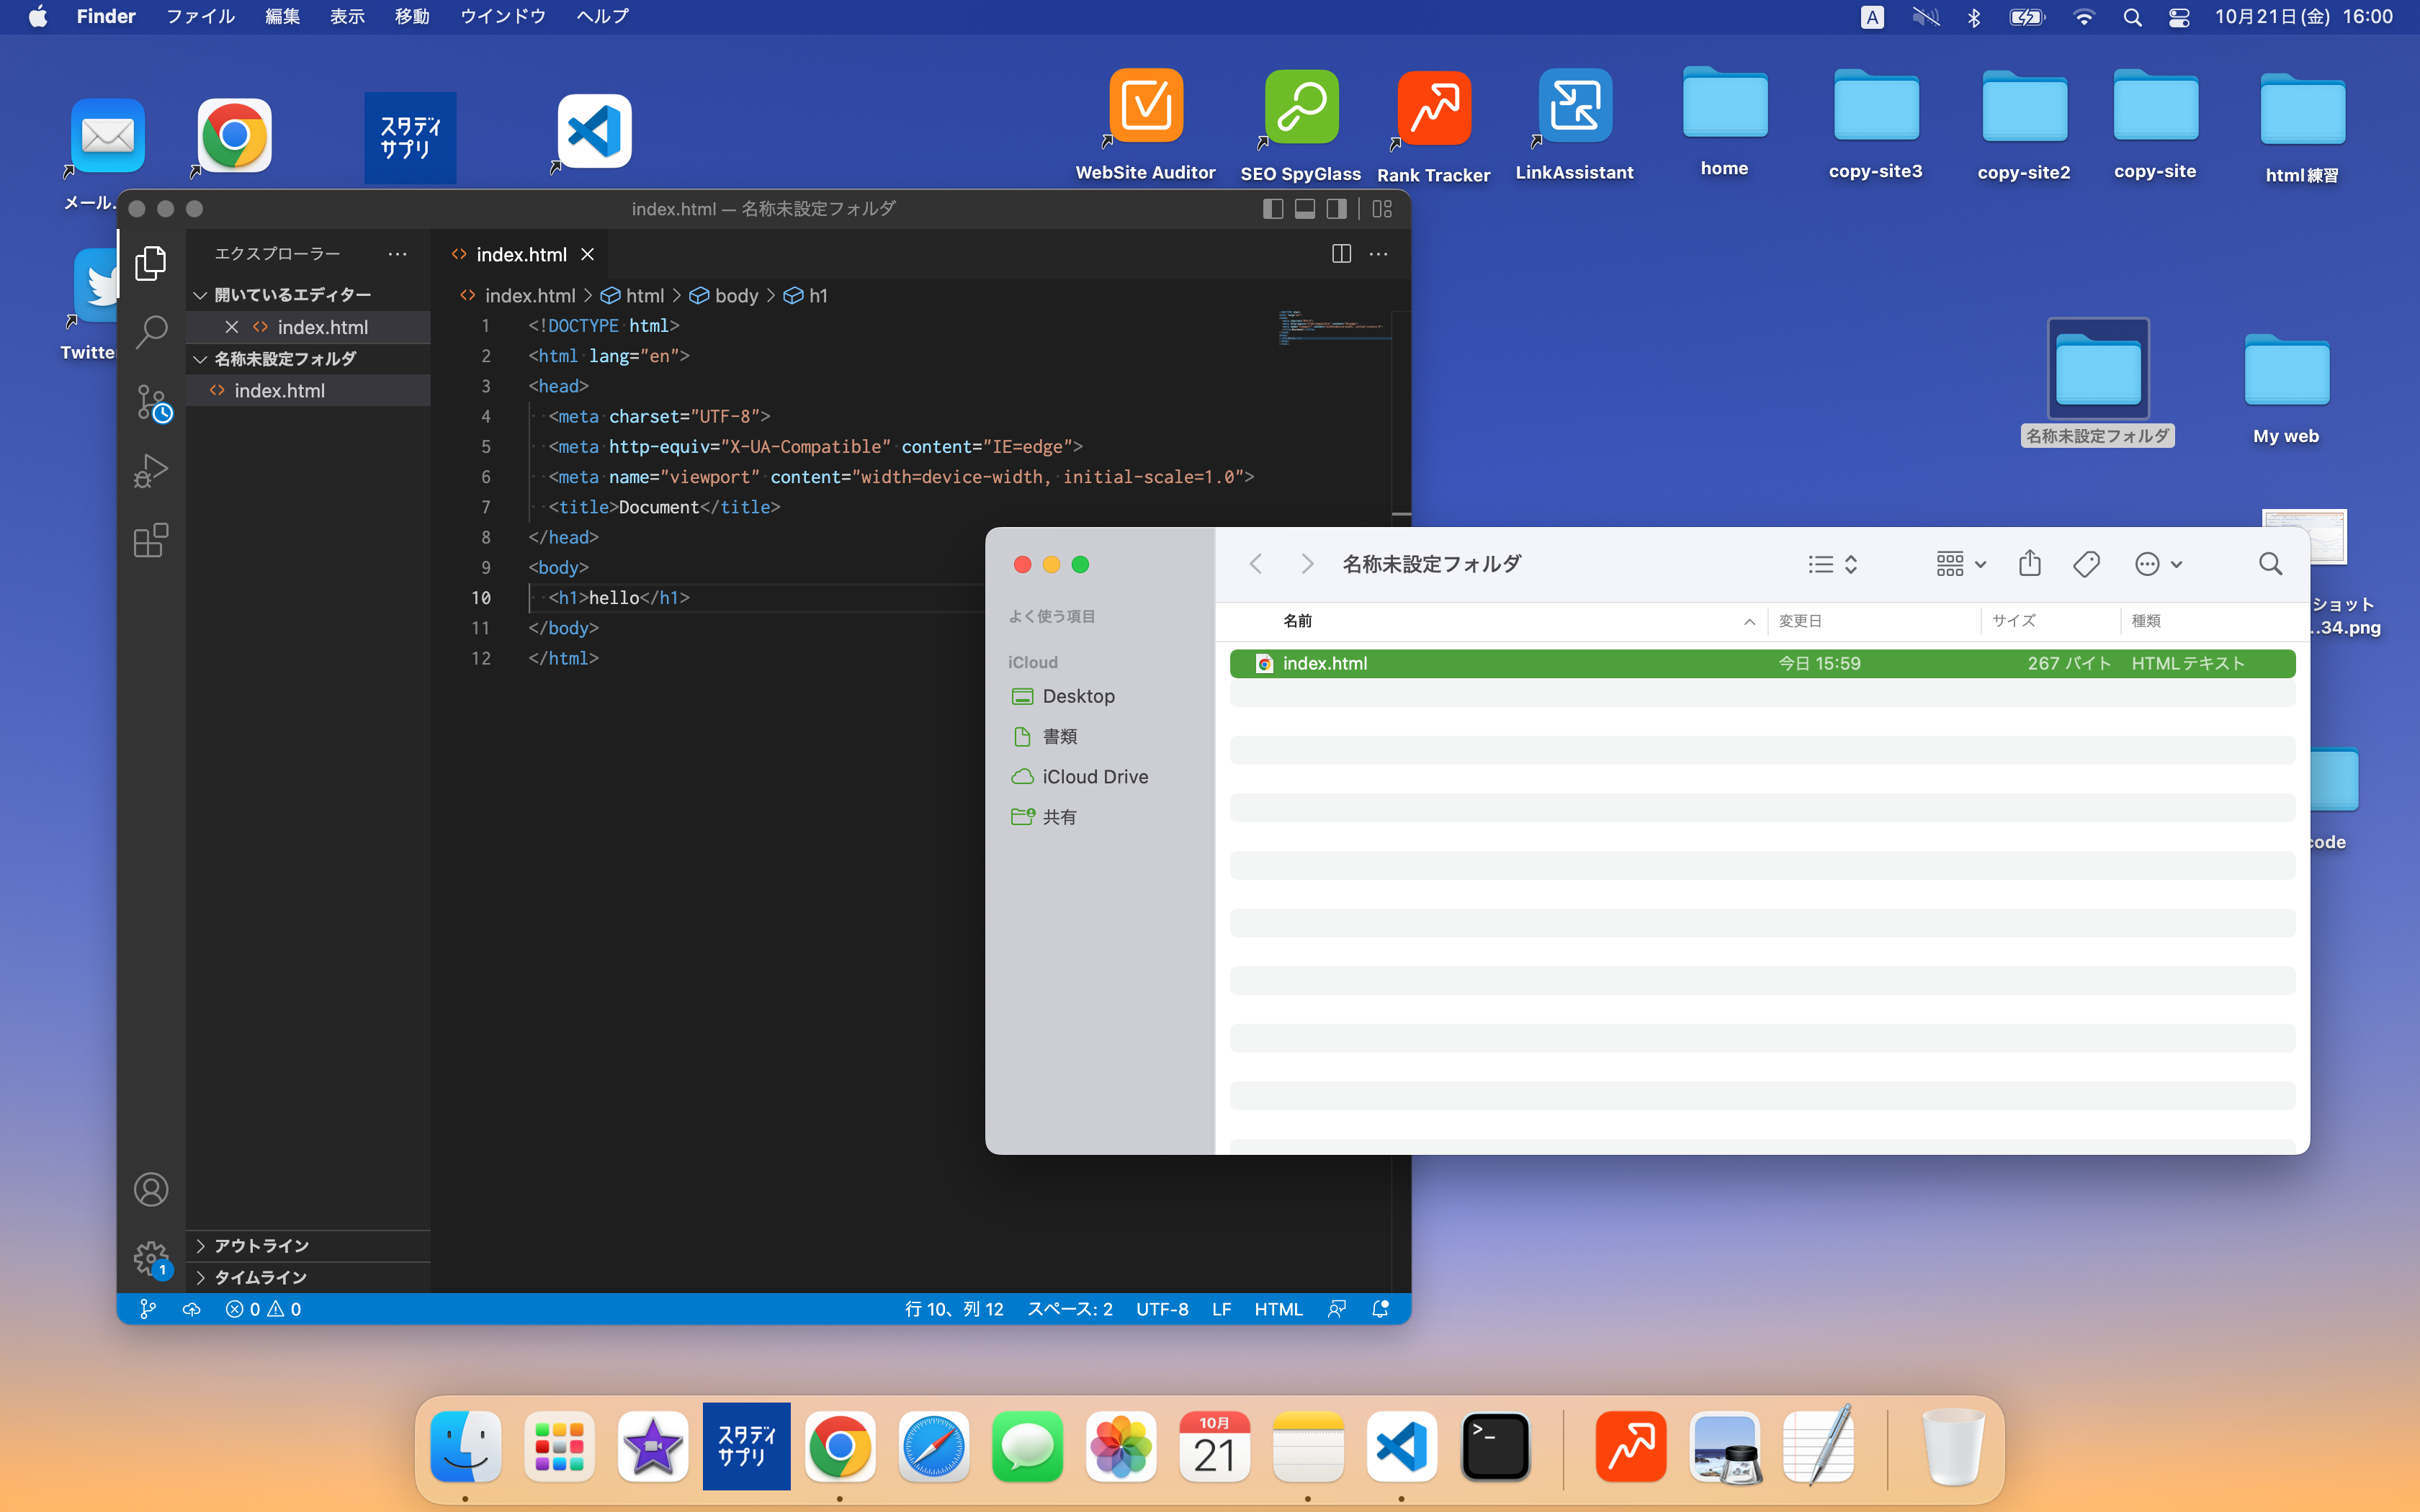 Finder ファイル 編集 表示 移動 ウインドウ ヘルプ
A 10月21日(金) 16:00
スタディ
サプリ
メール.
WebSite Auditor
SEO SpyGlass
Rank Tracker
LinkAssistant
home
copy-site3
copy-site2
copy-site
html練習
Twitte
名称未設定フォルダ
My web
ショット
..34.png
code
index.html — 名称未設定フォルダ
エクスプローラー ···
開いているエディター
index.html
名称未設定フォルダ
index.html
アウトライン
タイムライン
1
index.html
index.html > html > body > h1
1 <!DOCTYPE html>
2 <html lang="en">
3 <head>
4 <meta charset="UTF-8">
5 <meta http-equiv="X-UA-Compatible" content="IE=edge">
6 <meta name="viewport" content="width=device-width, initial-scale=1.0">
7 <title>Document</title>
8 </head>
9 <body>
10 <h1>hello</h1>
11 </body>
12 </html>
0 0
行 10、列 12 スペース: 2 UTF-8 LF HTML
名称未設定フォルダ
よく使う項目
iCloud
Desktop
書類
iCloud Drive
共有
名前 変更日 サイズ 種類
index.html 今日 15:59 267 バイト HTMLテキスト
スタディ
サプリ
10月
21
>_